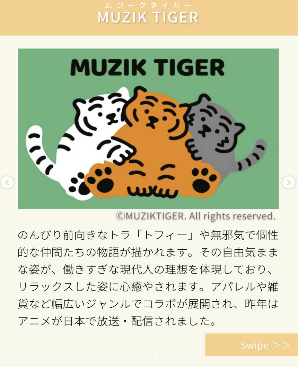 ムジークタイガー
MUZIK TIGER
MUZIK TIGER
©MUZIKTIGER. All rights reserved.
のんびり前向きなトラ「トフィー」や無邪気で個性
的な仲間たちの物語が描かれます。その自由気まま
な姿が、働きすぎな現代人の理想を体現しており、
リラックスした姿に心癒やされます。アパレルや雑
貨など幅広いジャンルでコラボが展開され、昨年は
アニメが日本で放送・配信されました。
Swipe >>